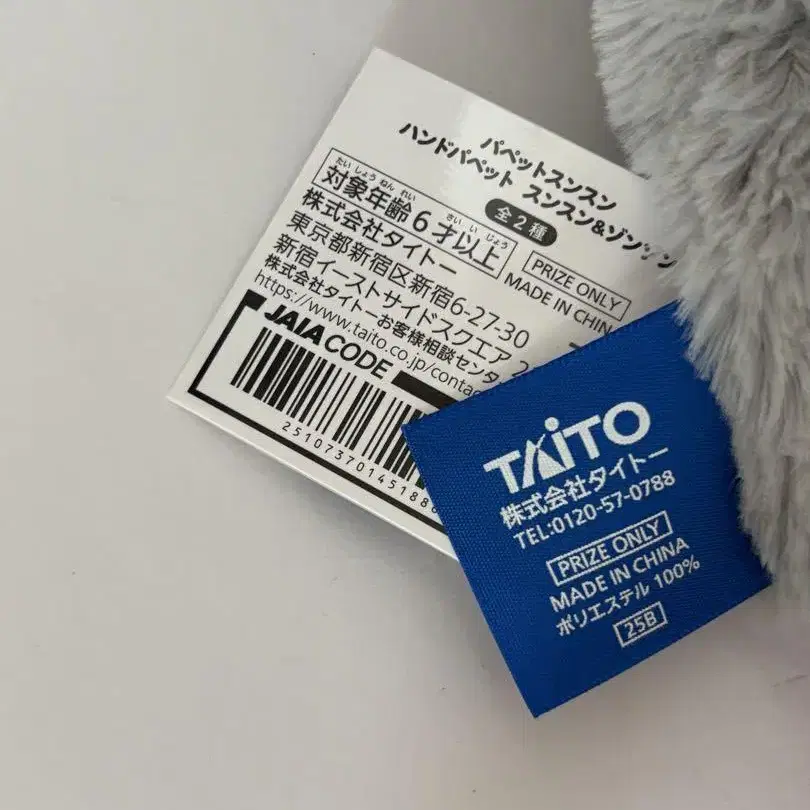 パペットスンスン
ハンドパペット スンスン&ゾンゾン
全2種
たいしょうねんれい さいいじょう
対象年齢6才以上
PRIZE ONLY
MADE IN CHINA
株式会社タイトー
東京都新宿区新宿6-27-30
新宿イーストサイドスクエア 2
株式会社タイトーお客様相談センター
https://www.taito.co.jp/contac
JAIA CODE
2510737014518
TAITO
株式会社タイトー
TEL:0120-57-0788
PRIZE ONLY
MADE IN CHINA
ポリエステル 100%
25B